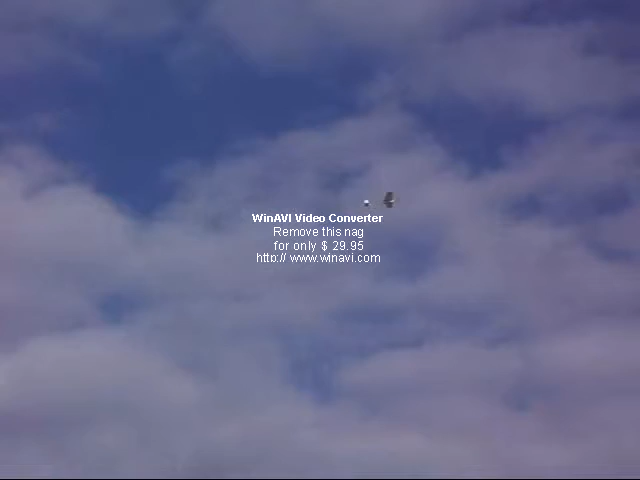 WinAVI Video Converter
Remove this nag
for only $ 29.95
http:// www.winavi.com